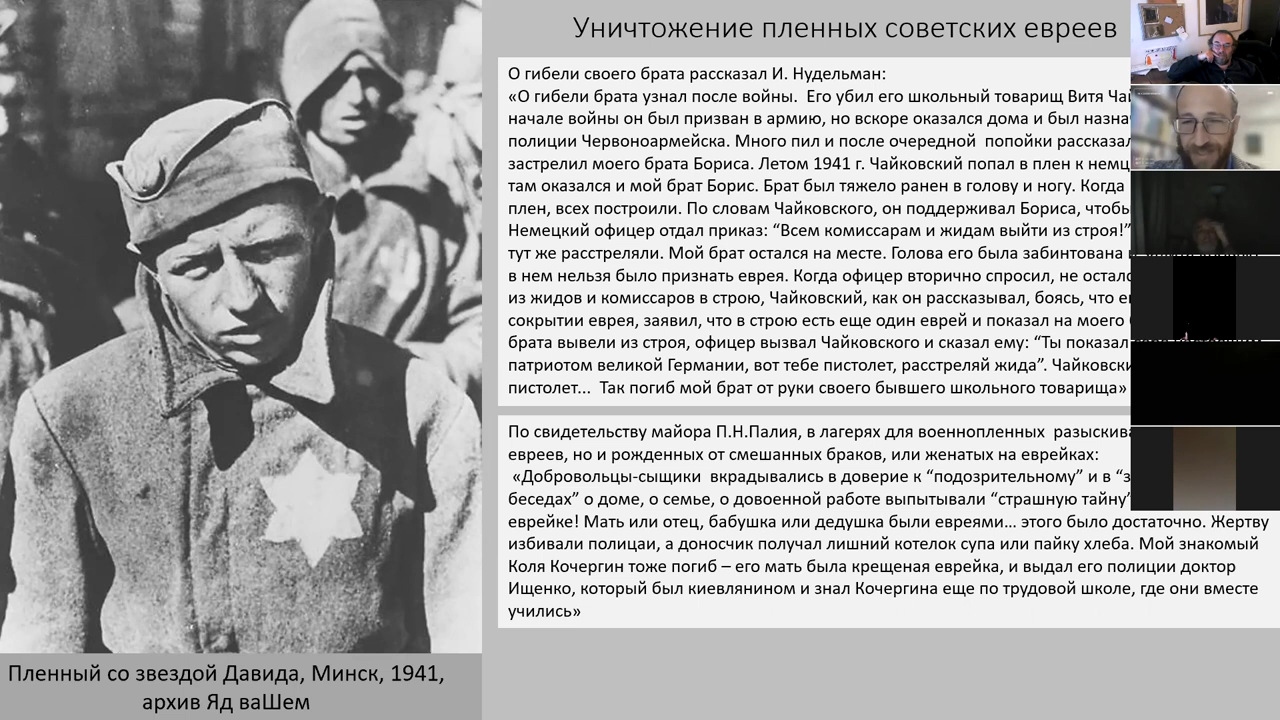 Уничтожение пленных советских евреев
О гибели своего брата рассказал И. Нудельман:
«О гибели брата узнал после войны. Его убил его школьный товарищ Витя
начале войны он был призван в армию, но вскоре оказался дома и был
полиции Червоноармейска. Много пил и после очередной попойки
застрелил моего брата Бориса. Летом 1941 г. Чайковский попал в плен к
там оказался и мой брат Борис. Брат был тяжело ранен в голову и ногу. Когда
плен, всех построили. По словам Чайковского, он поддерживал Бориса,
Немецкий офицер отдал приказ: “Всем комиссарам и жидам выйти из строя!”
тут же расстреляли. Мой брат остался на месте. Голова его была забинтована
в нем нельзя было признать еврея. Когда офицер вторично спросил, не
из жидов и комиссаров в строю, Чайковский, как он рассказывал, боясь, что
сокрытии еврея, заявил, что в строю есть еще один еврей и показал на моего
брата вывели из строя, офицер вызвал Чайковского и сказал ему: “Ты показал
патриотом великой Германии, вот тебе пистолет, расстреляй жида”.
пистолет... Так погиб мой брат от руки своего бывшего школьного товарища»
По свидетельству майора П.Н.Палия, в лагерях для военнопленных
евреев, но и рожденных от смешанных браков, или женатых на еврейках:
«Добровольцы-сыщики вкрадывались в доверие к “подозрительному” и в
беседах” о доме, о семье, о довоенной работе выпытывали “страшную тайну”
еврейке! Мать или отец, бабушка или дедушка были евреями… этого было достаточно. Жертву
избивали полицаи, а доносчик получал лишний котелок супа или пайку хлеба. Мой знакомый
Коля Кочергин тоже погиб – его мать была крещеная еврейка, и выдал его полиции доктор
Ищенко, который был киевлянином и знал Кочергина еще по трудовой школе, где они вместе
учились»
Пленный со звездой Давида, Минск, 1941,
архив Яд ваШем